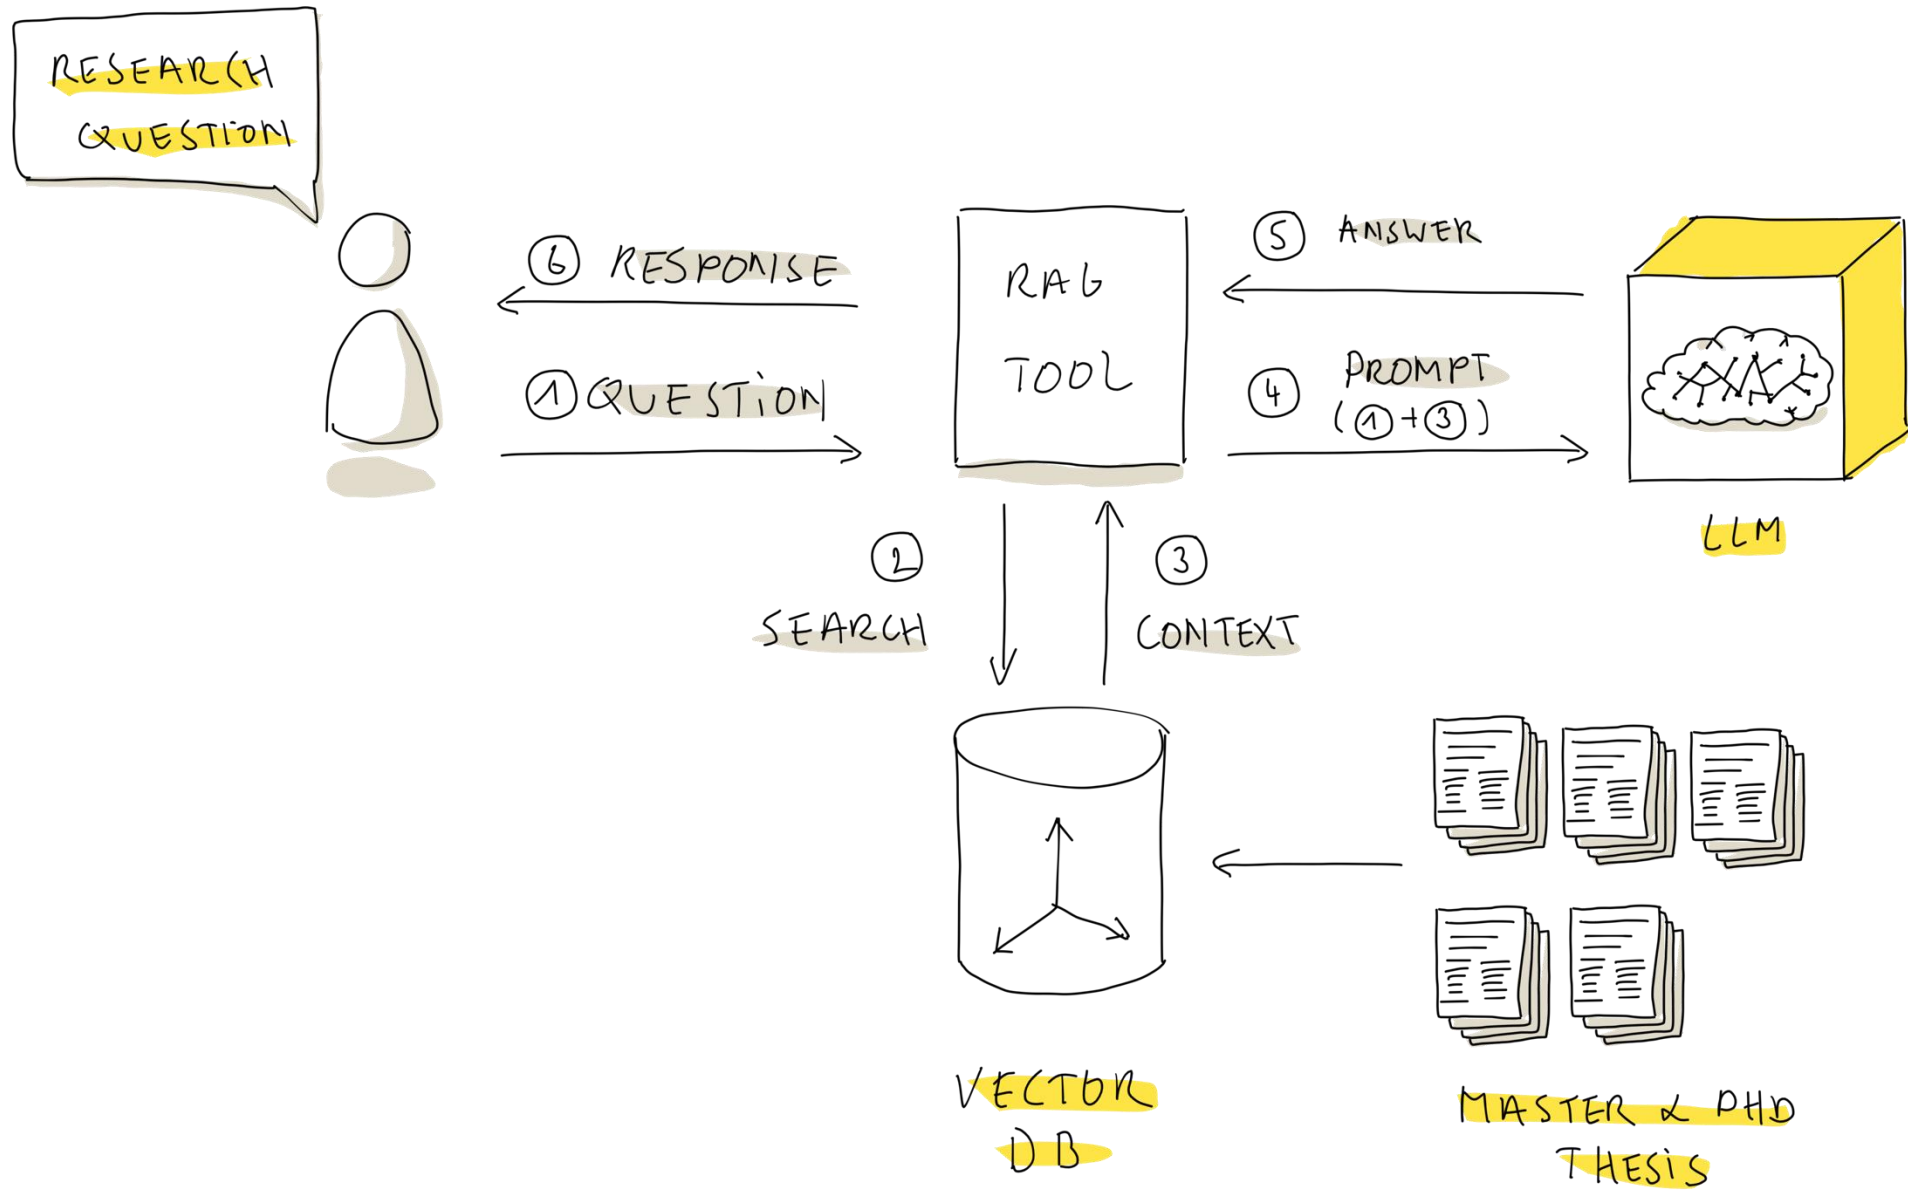 RESEARCH
QUESTION
⑥ RESPONSE
① QUESTION
RAG
TOOL
⑤ ANSWER
④ PROMPT
(① + ③)
LLM
② SEARCH
③ CONTEXT
VECTOR
DB
MASTER & PHD
THESIS